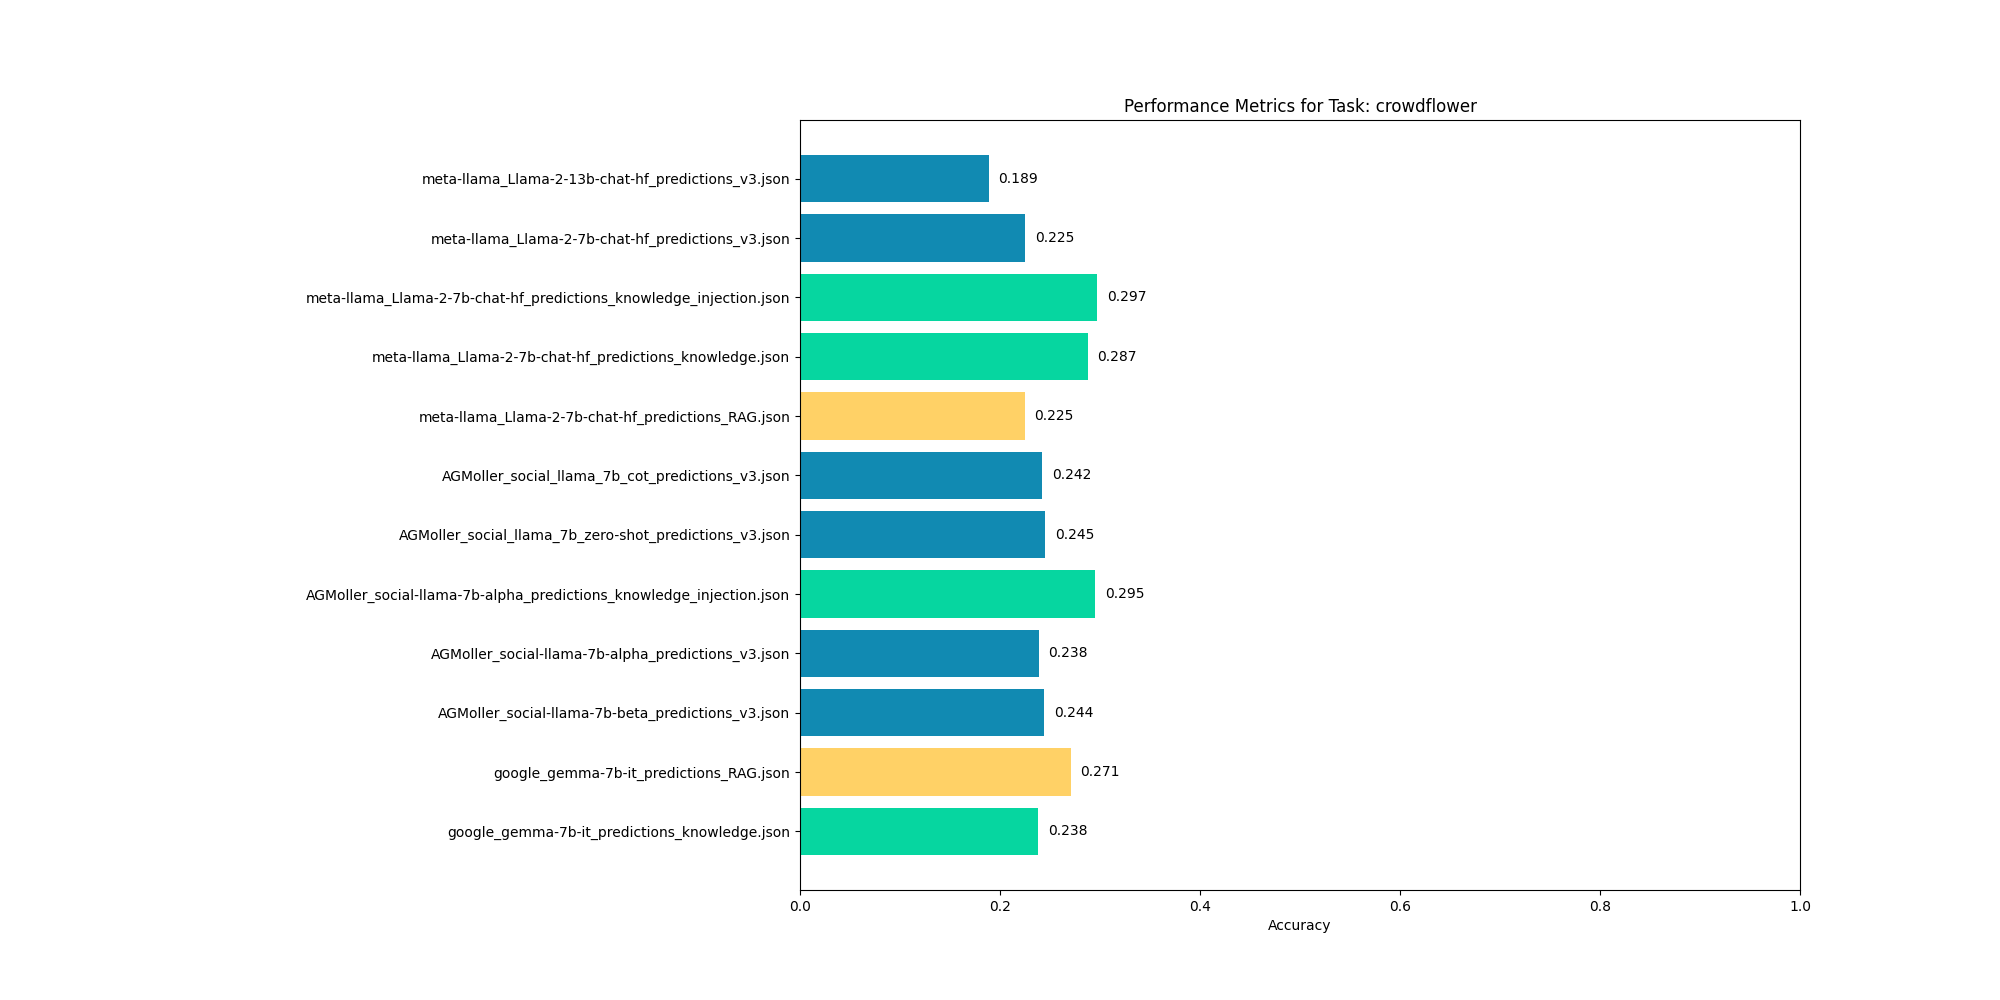 Performance Metrics for Task: crowdflower
meta-llama_Llama-2-13b-chat-hf_predictions_v3.json 0.189
meta-llama_Llama-2-7b-chat-hf_predictions_v3.json 0.225
meta-llama_Llama-2-7b-chat-hf_predictions_knowledge_injection.json 0.297
meta-llama_Llama-2-7b-chat-hf_predictions_knowledge.json 0.287
meta-llama_Llama-2-7b-chat-hf_predictions_RAG.json 0.225
AGMoller_social_llama_7b_cot_predictions_v3.json 0.242
AGMoller_social_llama_7b_zero-shot_predictions_v3.json 0.245
AGMoller_social-llama-7b-alpha_predictions_knowledge_injection.json 0.295
AGMoller_social-llama-7b-alpha_predictions_v3.json 0.238
AGMoller_social-llama-7b-beta_predictions_v3.json 0.244
google_gemma-7b-it_predictions_RAG.json 0.271
google_gemma-7b-it_predictions_knowledge.json 0.238
0.0 0.2 0.4 0.6 0.8 1.0
Accuracy